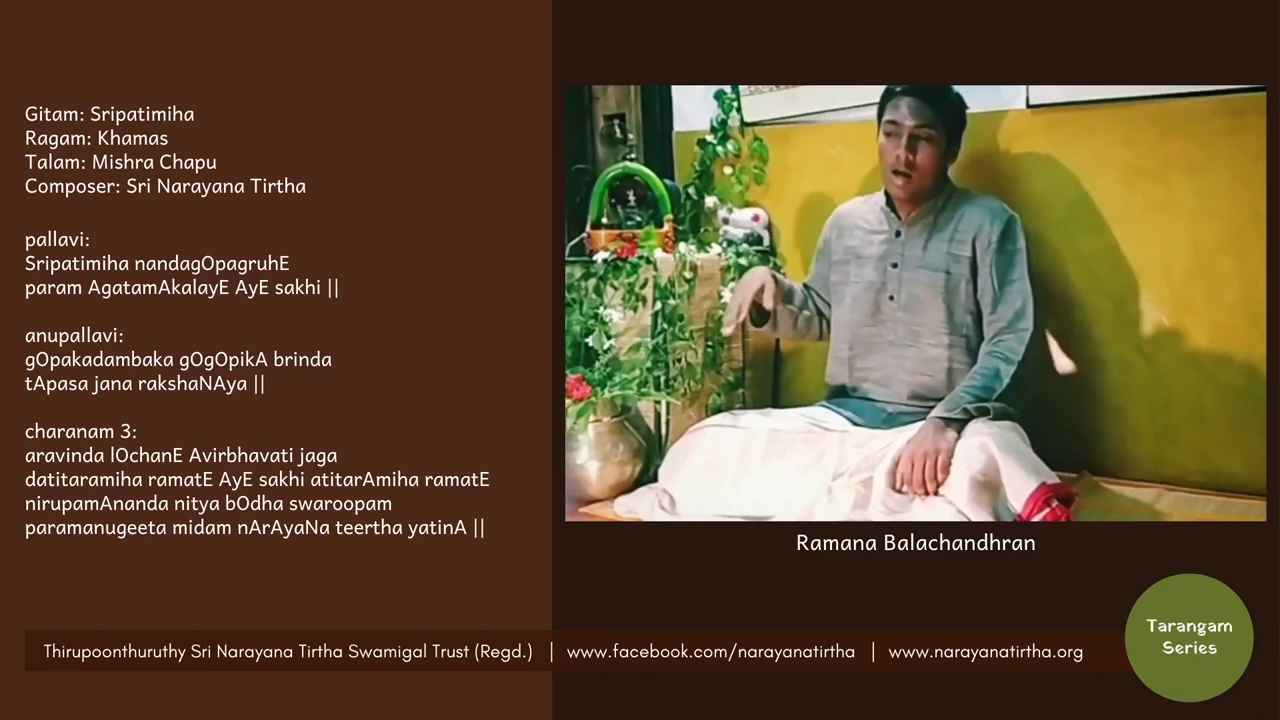 Gitam: Sripatimiha
Ragam: Khamas
Talam: Mishra Chapu
Composer: Sri Narayana Tirtha
pallavi:
Sripatimiha nandagOpagruhE
param AgatamAkalayE AyE sakhi ||
anupallavi:
gOpakadambaka gOgOpikA brinda
tApasa jana rakshaNAya ||
charanam 3:
aravinda lOchanE Avirbhavati jaga
datitaramiha ramatE AyE sakhi atitarAmiha ramatE
nirupamAnanda nitya bOdha swaroopam
paramanugeeta midam nArAyaNa teertha yatinA ||
Ramana Balachandhran
Thirupoonthuruthy Sri Narayana Tirtha Swamigal Trust (Regd.) | www.facebook.com/narayanatirtha | www.narayanatirtha.org
Tarangam
Series